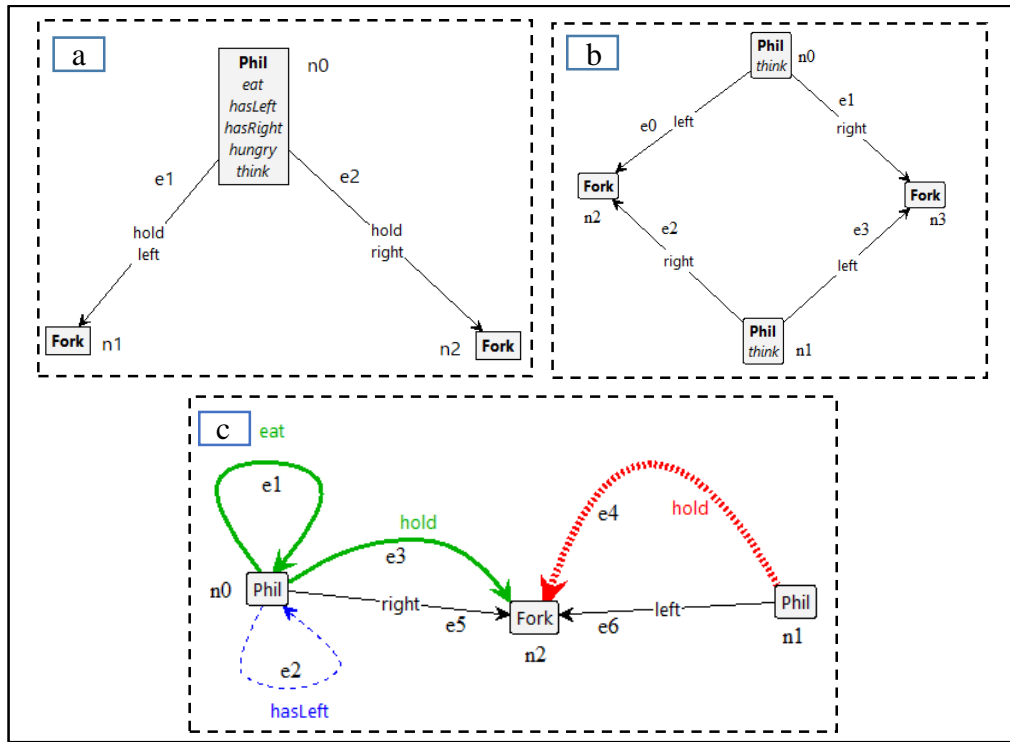 a
Phil
eat
hasLeft
hasRight
hungry
think
n0
e1
e2
hold
left
hold
right
Fork
n1
n2
Fork
b
Phil
think
n0
e0
left
e1
right
Fork
n2
Fork
n3
e2
right
e3
left
Phil
think
n1
c
eat
e1
hold
e3
e4
hold
n0
Phil
right
e5
Fork
n2
left
e6
Phil
n1
e2
hasLeft